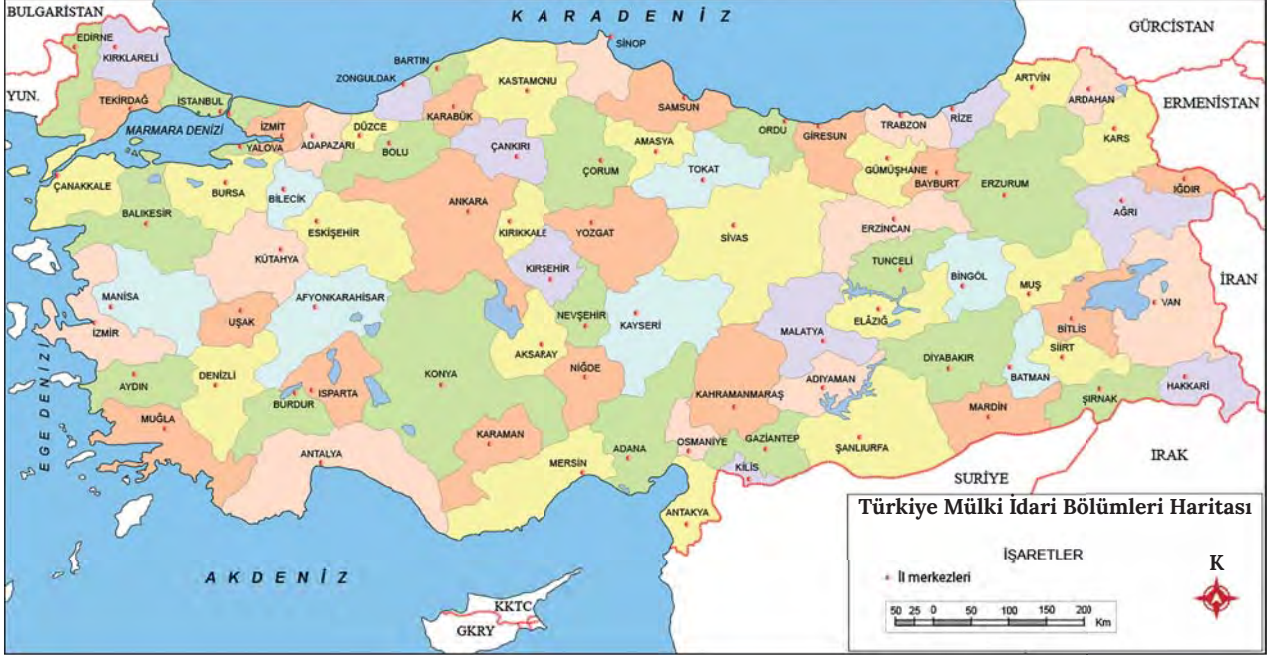 KARADENİZ
BULGARİSTAN
GÜRCİSTAN
YUN.
ERMENİSTAN
İRAN
IRAK
SURİYE
KKTC
GKRY
MARMARA DENİZİ
EGE DENİZİ
AKDENİZ
EDİRNE
KIRKLARELİ
TEKİRDAĞ
İSTANBUL
İZMİT
YALOVA
ADAPAZARI
DÜZCE
BOLU
ZONGULDAK
BARTIN
KARABÜK
KASTAMONU
SİNOP
ÇANKIRI
ÇORUM
SAMSUN
AMASYA
TOKAT
ORDU
GİRESUN
TRABZON
RİZE
ARTVİN
ARDAHAN
KARS
GÜMÜŞHANE
BAYBURT
ERZURUM
IĞDIR
AĞRI
ÇANAKKALE
BALIKESİR
BURSA
BİLECİK
ESKİŞEHİR
ANKARA
KIRIKKALE
YOZGAT
SİVAS
ERZİNCAN
TUNCELİ
BİNGÖL
MUŞ
VAN
BİTLİS
KÜTAHYA
MANİSA
İZMİR
UŞAK
AFYONKARAHİSAR
KIRŞEHİR
NEVŞEHİR
KAYSERİ
AKSARAY
NİĞDE
MALATYA
ELÂZIĞ
DİYABAKIR
BATMAN
SİİRT
HAKKARİ
ŞIRNAK
AYDIN
DENİZLİ
BURDUR
ISPARTA
KONYA
KAHRAMANMARAŞ
ADIYAMAN
MARDİN
MUĞLA
ANTALYA
KARAMAN
MERSİN
ADANA
OSMANİYE
GAZİANTEP
KİLİS
ŞANLIURFA
ANTAKYA
Türkiye Mülki İdari Bölümleri Haritası
İŞARETLER
İl merkezleri
K
50 25 0 50 100 150 200
Km